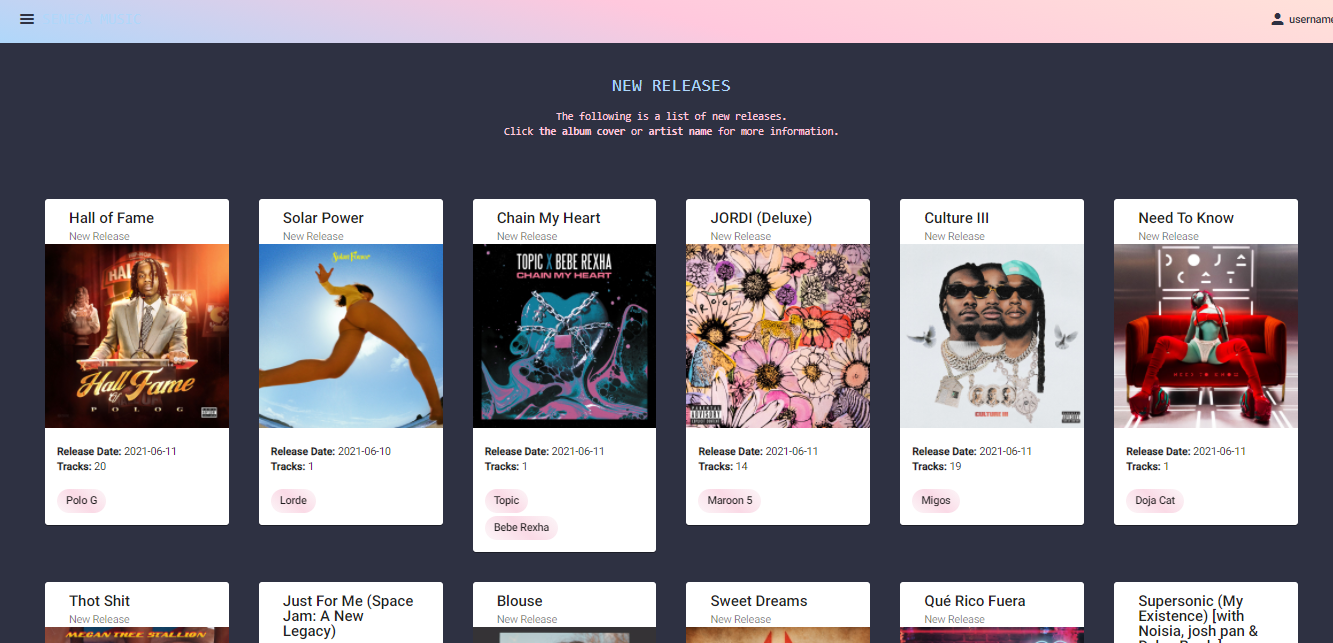 username
NEW RELEASES
The following is a list of new releases.
Click the album cover or artist name for more information.
Hall of Fame
New Release
HALL
Hall of Fame
POLO G
Release Date: 2021-06-11
Tracks: 20
Polo G
Solar Power
New Release
Solar Power
Release Date: 2021-06-10
Tracks: 1
Lorde
Chain My Heart
New Release
TOPIC X BEBE REXHA
CHAIN MY HEART
Release Date: 2021-06-11
Tracks: 1
Topic
Bebe Rexha
JORDI (Deluxe)
New Release
Release Date: 2021-06-11
Tracks: 14
Maroon 5
Culture III
New Release
CULTURE III
Release Date: 2021-06-11
Tracks: 19
Migos
Need To Know
New Release
DOJA
CAT
NEED TO KNOW
Release Date: 2021-06-11
Tracks: 1
Doja Cat
Thot Shit
New Release
MEGAN THEE STALLION
Just For Me (Space
Jam: A New
Legacy)
Blouse
New Release
Sweet Dreams
New Release
Qué Rico Fuera
New Release
Supersonic (My
Existence) [with
Noisia, josh pan &